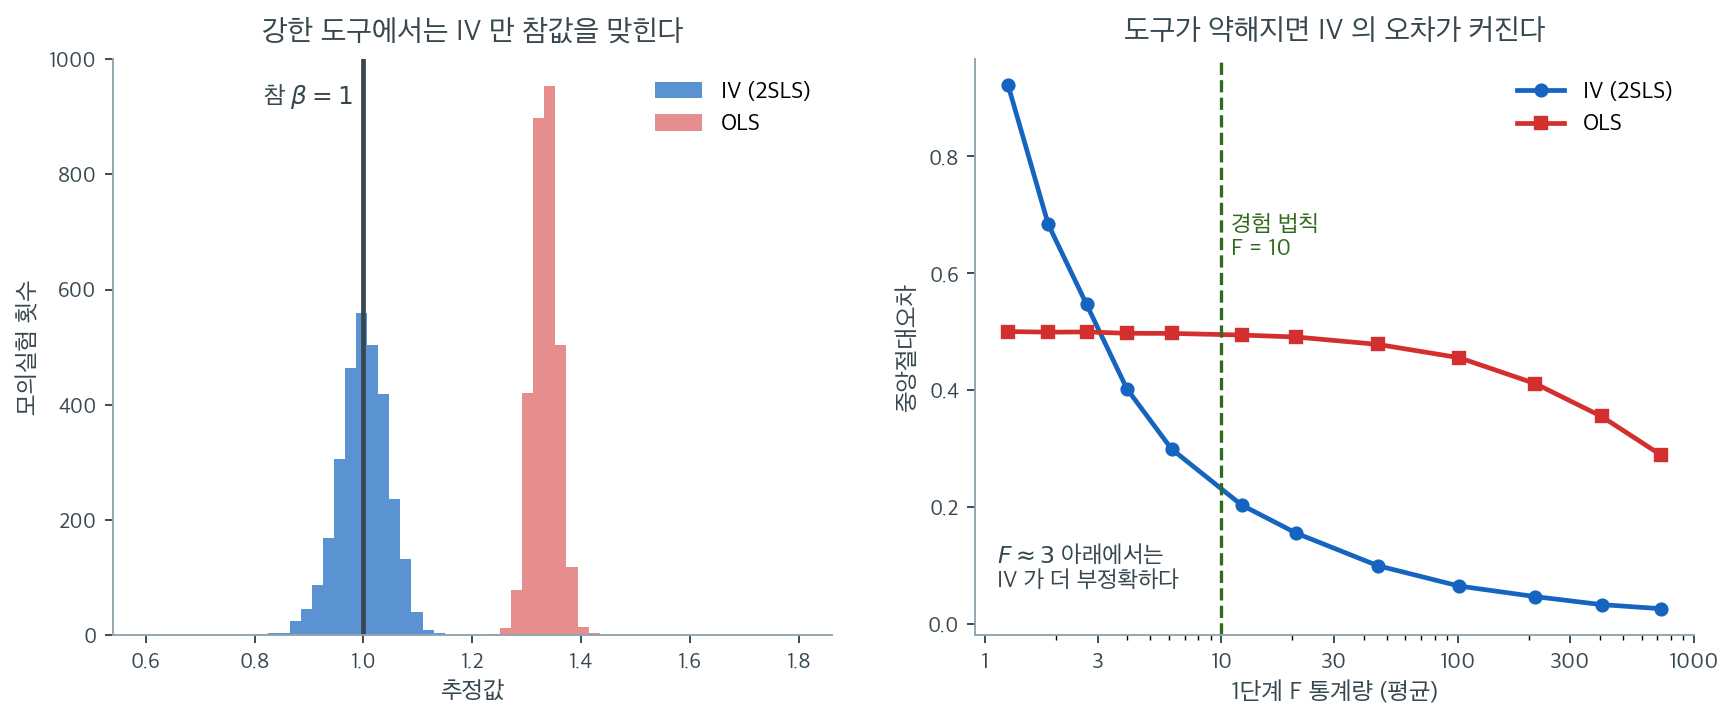 강한 도구에서는 IV 만 참값을 맞힌다
1000
800
600
400
200
0
모의실험 횟수
참 β = 1
IV (2SLS)
OLS
0.6
0.8
1.0
1.2
1.4
1.6
1.8
추정값
도구가 약해지면 IV 의 오차가 커진다
0.8
0.6
0.4
0.2
0.0
중앙절대오차
IV (2SLS)
OLS
경험 법칙
F = 10
F ≈ 3 아래에서는
IV 가 더 부정확하다
1
3
10
30
100
300
1000
1단계 F 통계량 (평균)